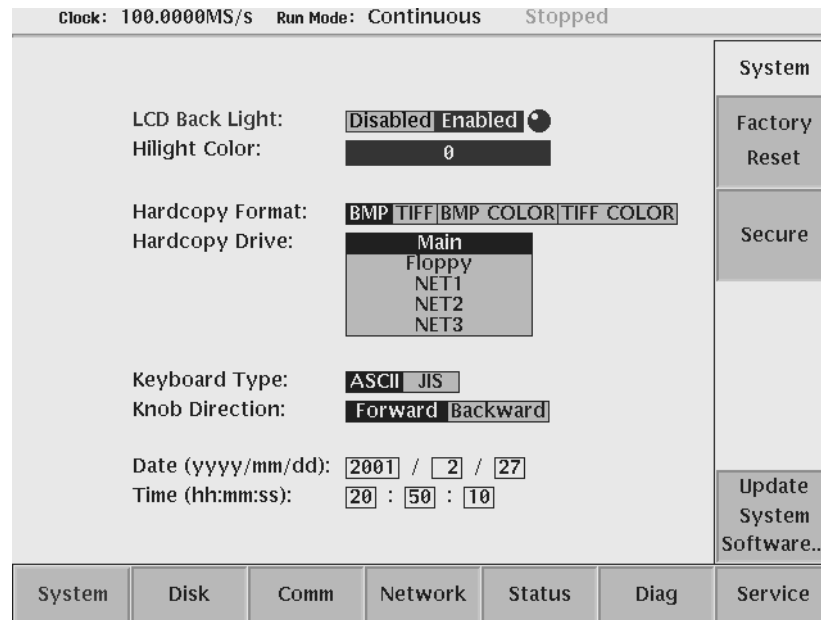 Clock: 100.0000MS/s Run Mode: Continuous Stopped
System
LCD Back Light: Disabled Enabled
Hilight Color: 0
Factory
Reset
Hardcopy Format: BMP TIFF BMP COLOR TIFF COLOR
Hardcopy Drive: Main
Floppy
NET1
NET2
NET3
Secure
Keyboard Type: ASCII JIS
Knob Direction: Forward Backward
Date (yyyy/mm/dd): 2001 / 2 / 27
Time (hh:mm:ss): 20 : 50 : 10
Update
System
Software..
System Disk Comm Network Status Diag Service